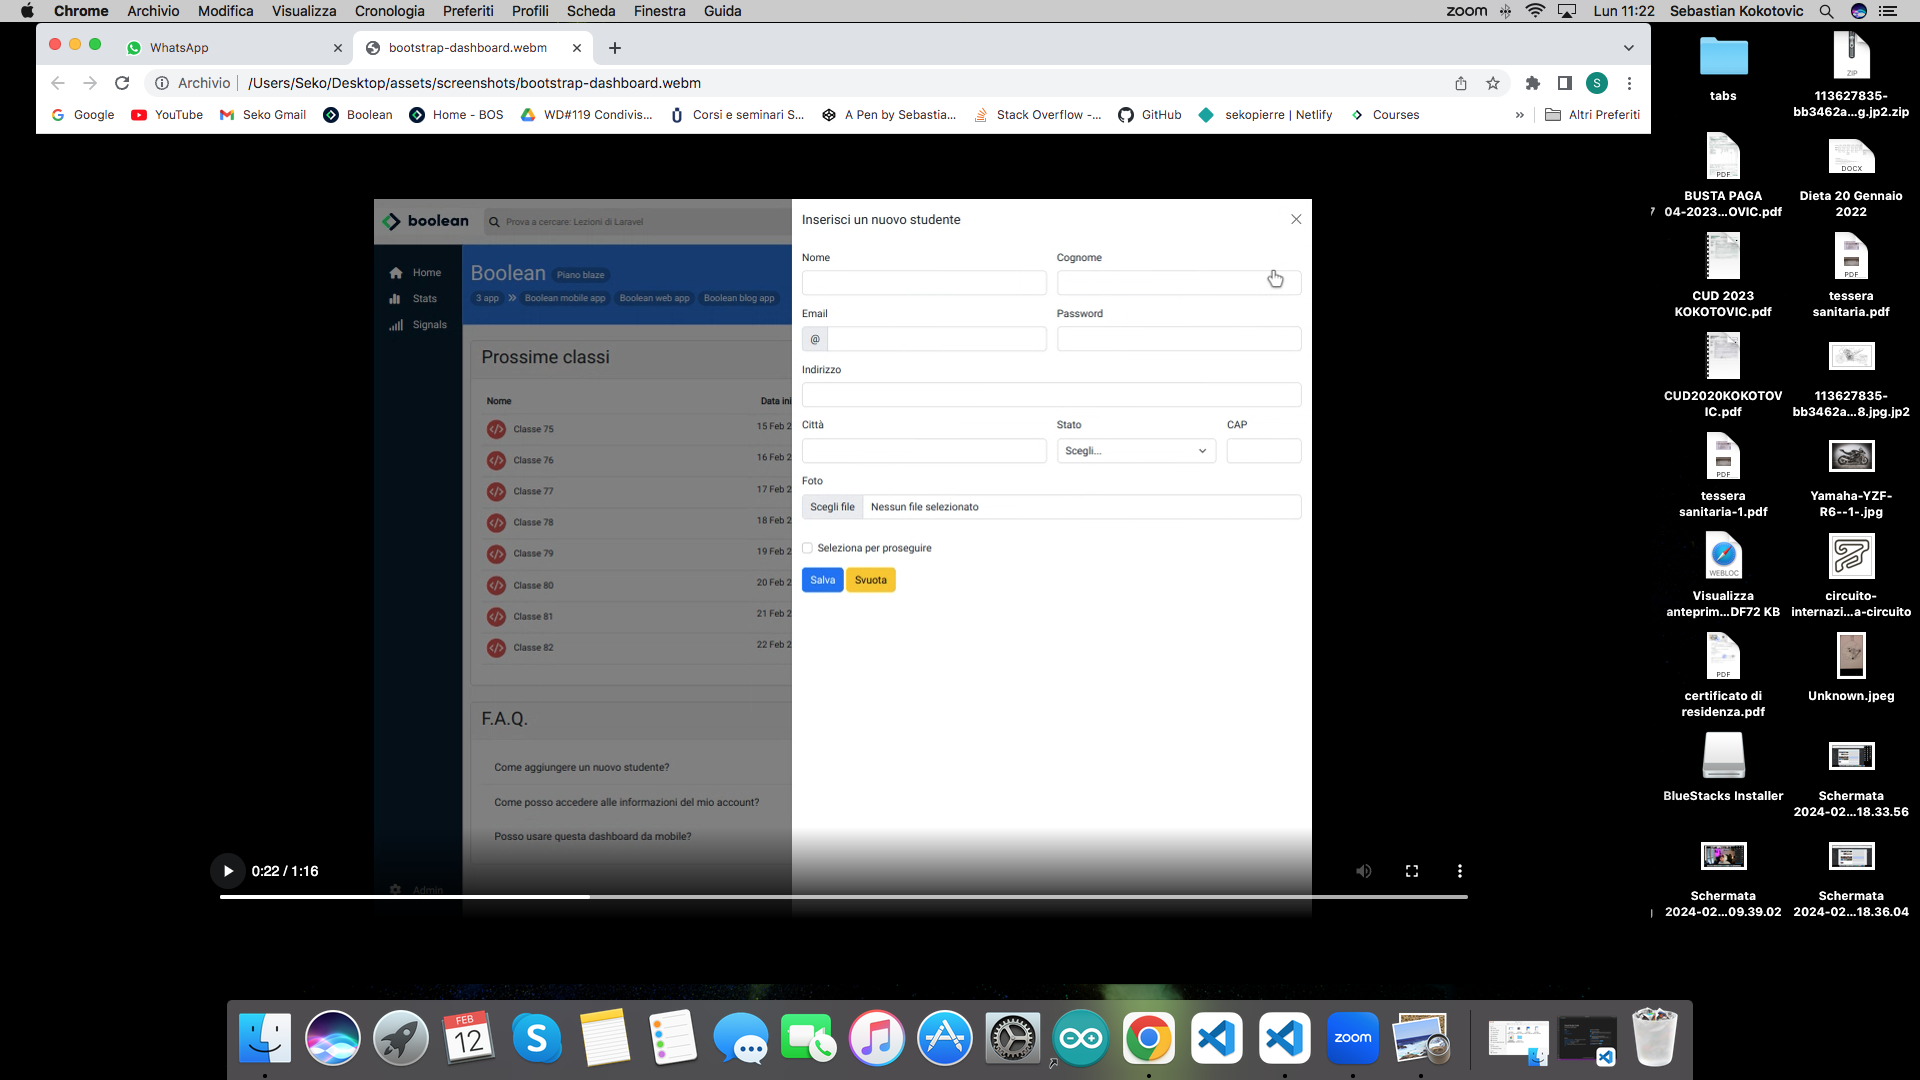 Chrome Archivio Modifica Visualizza Cronologia Preferiti Profili Scheda Finestra Guida
zoom Lun 11:22 Sebastian Kokotovic
WhatsApp
bootstrap-dashboard.webm
Archivio /Users/Seko/Desktop/assets/screenshots/bootstrap-dashboard.webm
S
Google YouTube Seko Gmail Boolean Home - BOS WD#119 Condivis... Corsi e seminari S... A Pen by Sebastia... Stack Overflow -... GitHub sekopierre | Netlify Courses » Altri Preferiti
boolean
Prova a cercare: Lezioni di Laravel
Home
Stats
Signals
Admin
Boolean Piano blaze
3 app Boolean mobile app Boolean web app Boolean blog app
Prossime classi
Nome Data ini
Classe 75 15 Feb 2
Classe 76 16 Feb 2
Classe 77 17 Feb 2
Classe 78 18 Feb 2
Classe 79 19 Feb 2
Classe 80 20 Feb 2
Classe 81 21 Feb 2
Classe 82 22 Feb 2
F.A.Q.
Come aggiungere un nuovo studente?
Come posso accedere alle informazioni del mio account?
Posso usare questa dashboard da mobile?
Inserisci un nuovo studente
Nome Cognome
Email Password
@
Indirizzo
Città Stato CAP
Scegli...
Foto
Scegli file Nessun file selezionato
Seleziona per proseguire
Salva Svuota
0:22 / 1:16
tabs
ZIP
113627835-
bb3462a...g.jp2.zip
PDF
BUSTA PAGA
04-2023...OVIC.pdf
DOCX
Dieta 20 Gennaio
2022
CUD 2023
KOKOTOVIC.pdf
PDF
tessera
sanitaria.pdf
CUD2020KOKOTOV
IC.pdf
113627835-
bb3462a...8.jpg.jp2
PDF
tessera
sanitaria-1.pdf
Yamaha-YZF-
R6--1-.jpg
WEBLOC
Visualizza
anteprim...DF72 KB
circuito-
internazi...a-circuito
PDF
certificato di
residenza.pdf
Unknown.jpeg
BlueStacks Installer
Schermata
2024-02...18.33.56
Schermata
2024-02...09.39.02
Schermata
2024-02...18.36.04
FEB
12
zoom